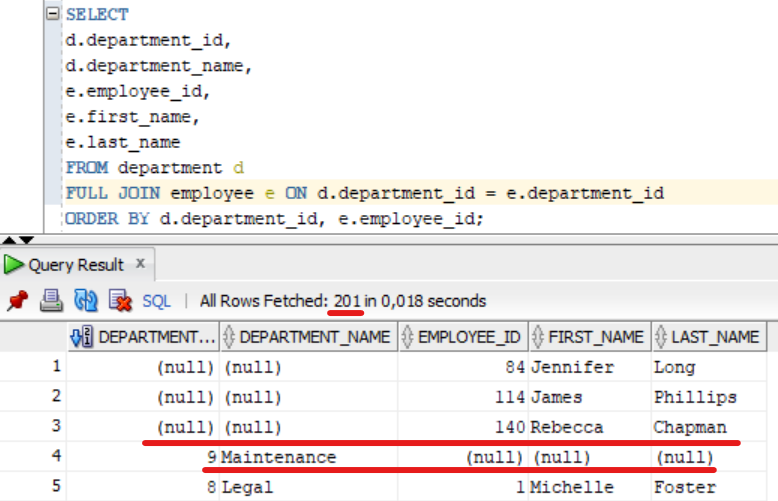 SELECT
d.department_id,
d.department_name,
e.employee_id,
e.first_name,
e.last_name
FROM department d
FULL JOIN employee e ON d.department_id = e.department_id
ORDER BY d.department_id, e.employee_id;
Query Result x
SQL | All Rows Fetched: 201 in 0,018 seconds
DEPARTMENT... DEPARTMENT_NAME EMPLOYEE_ID FIRST_NAME LAST_NAME
1 (null) (null) 84 Jennifer Long
2 (null) (null) 114 James Phillips
3 (null) (null) 140 Rebecca Chapman
4 9 Maintenance (null) (null) (null)
5 8 Legal 1 Michelle Foster